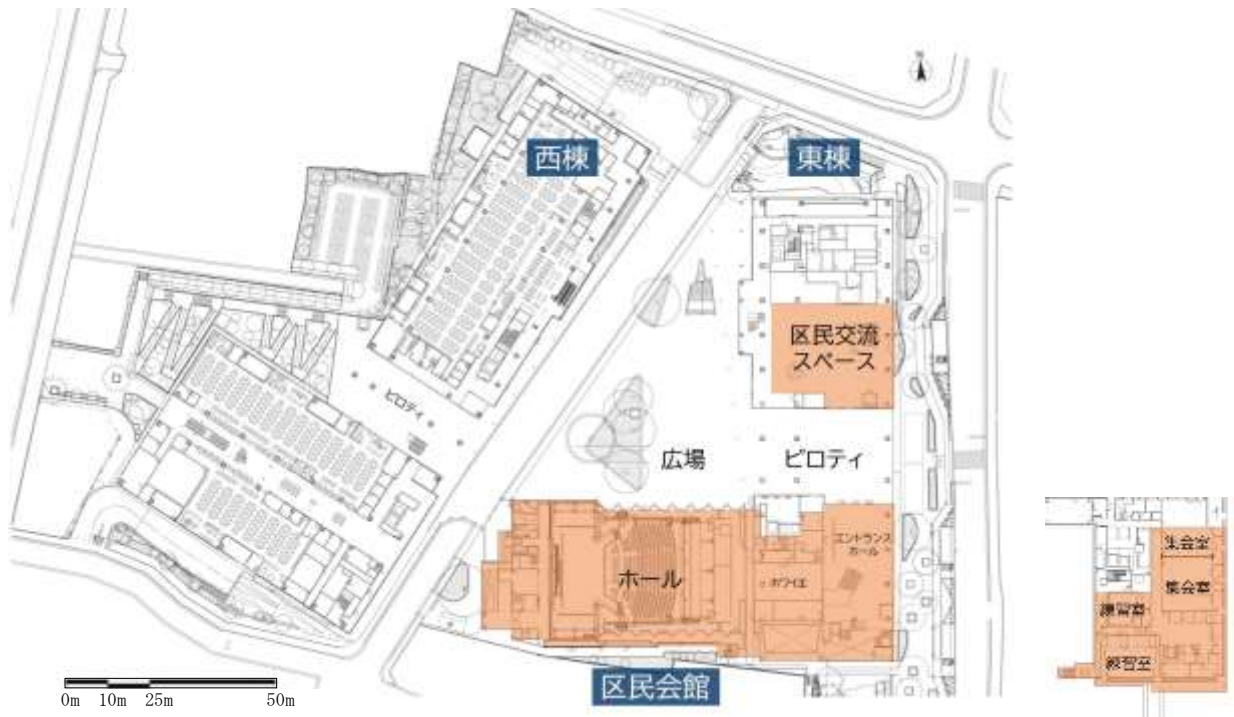 西棟
東棟
区民交流
スペース
ピロティ
広場
ピロティ
エントランス
ホール
ホール
ホワイエ
区民会館
0m 10m 25m 50m
集会室
集会室
練習室
練習室